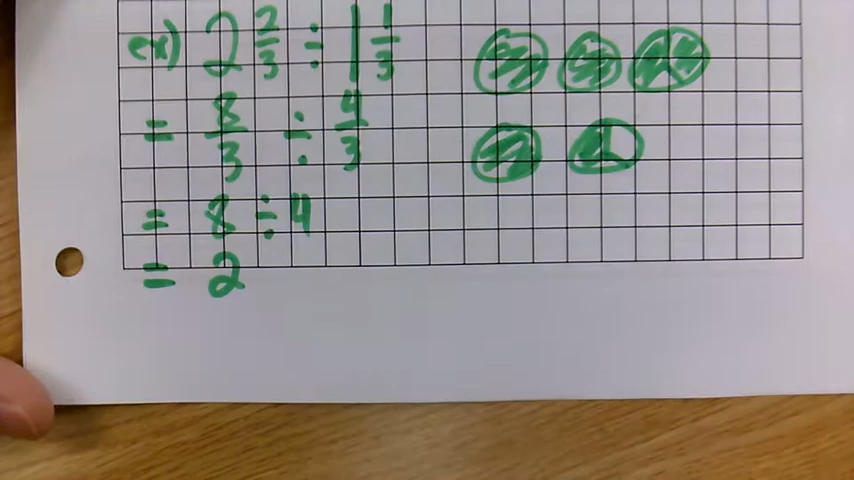 ex) 2 2/3 ÷ 1 1/3
= 8/3 ÷ 4/3
= 8 ÷ 4
= 2